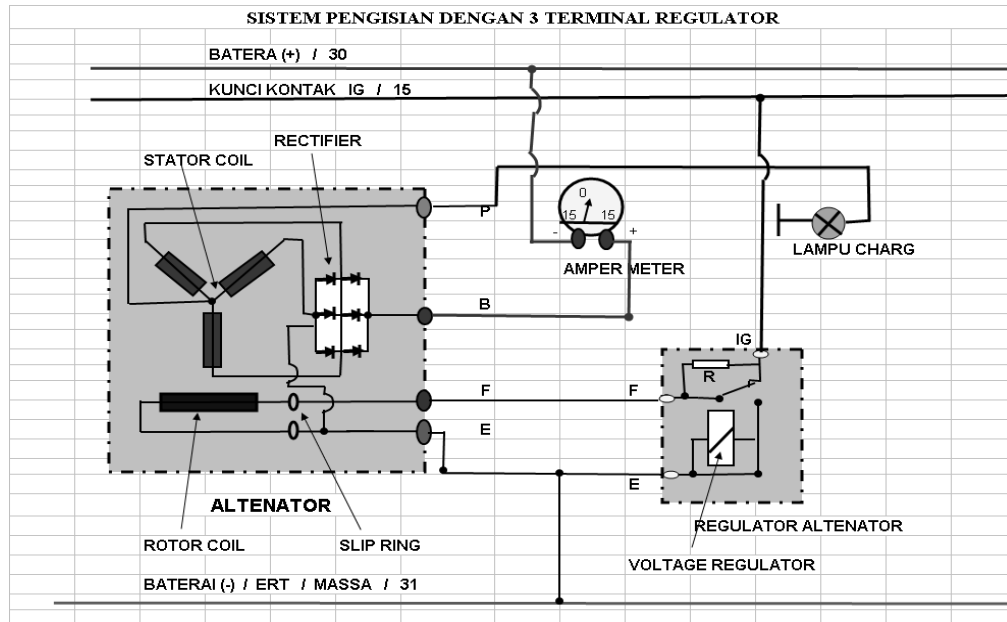 SISTEM PENGISIAN DENGAN 3 TERMINAL REGULATOR
BATERA (+) / 30
KUNCI KONTAK IG / 15
RECTIFIER
STATOR COIL
P
0
15 15
- +
AMPER METER
LAMPU CHARG
B
IG
R
F
F
E
E
ALTENATOR
ROTOR COIL
SLIP RING
REGULATOR ALTENATOR
VOLTAGE REGULATOR
BATERAI (-) / ERT / MASSA / 31